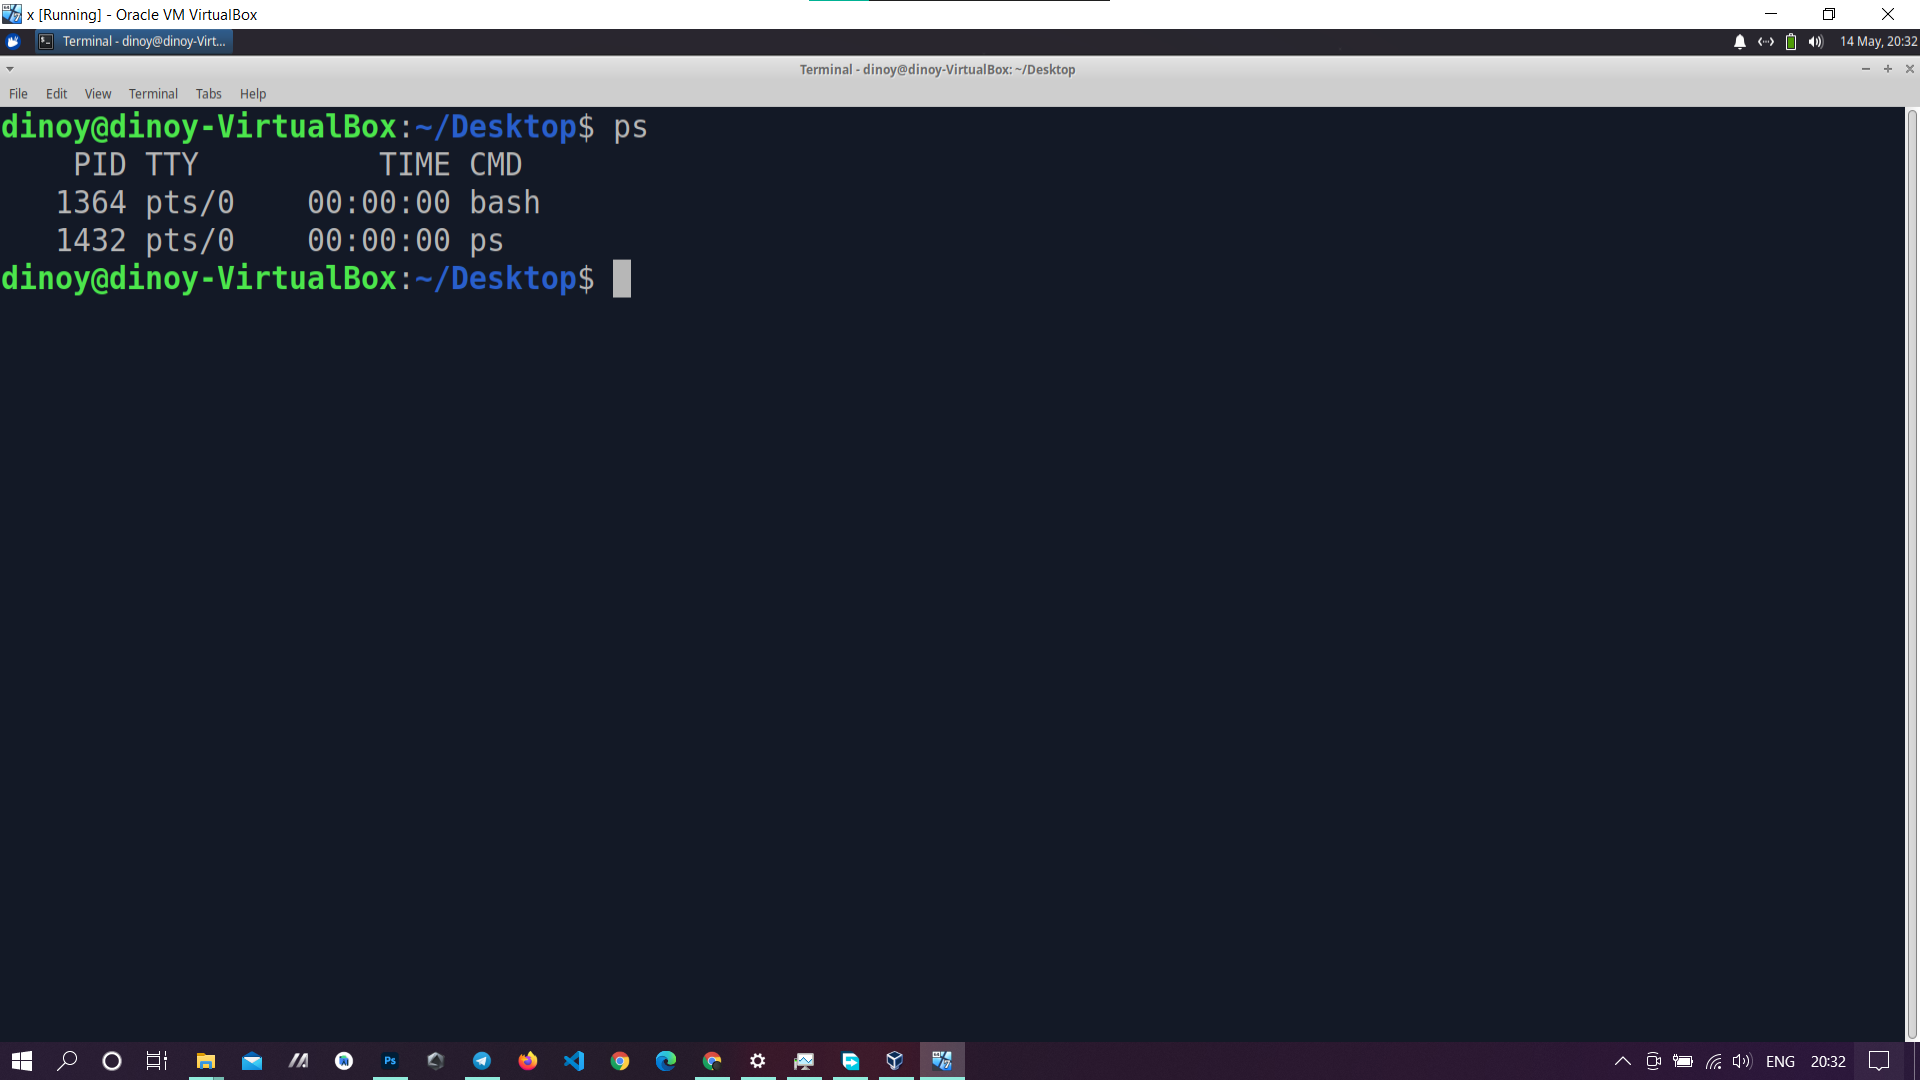 x [Running] - Oracle VM VirtualBox
Terminal - dinoy@dinoy-Virt...
14 May, 20:32
Terminal - dinoy@dinoy-VirtualBox: ~/Desktop
File Edit View Terminal Tabs Help
dinoy@dinoy-VirtualBox:~/Desktop$ ps
PID TTY TIME CMD
1364 pts/0 00:00:00 bash
1432 pts/0 00:00:00 ps
dinoy@dinoy-VirtualBox:~/Desktop$
Ps
ENG
20:32